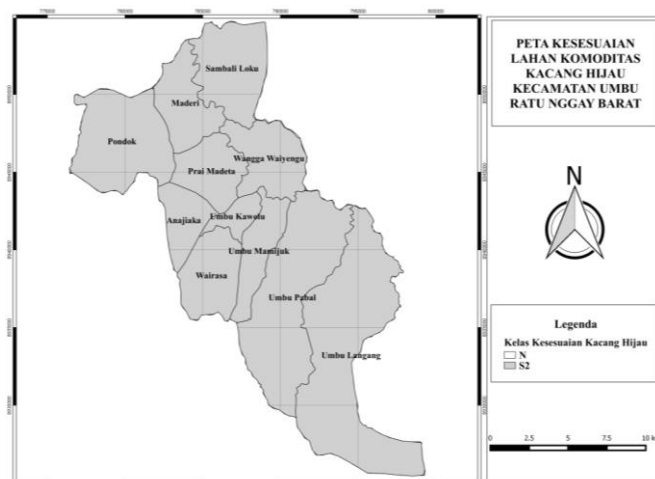 Sambali Loku
Maderi
Pondok
Wangga Waiyengu
Prai Madeta
Anajiaka
Umbu Kawolu
Umbu Mamijuk
Wairasa
Umbu Pabal
Umbu Langang
PETA KESESUAIAN
LAHAN KOMODITAS
KACANG HIJAU
KECAMATAN UMBU
RATU NGGAY BARAT
N
Legenda
Kelas Kesesuaian Kacang Hijau
N
S2
0 2.5 5 7.5 10 k